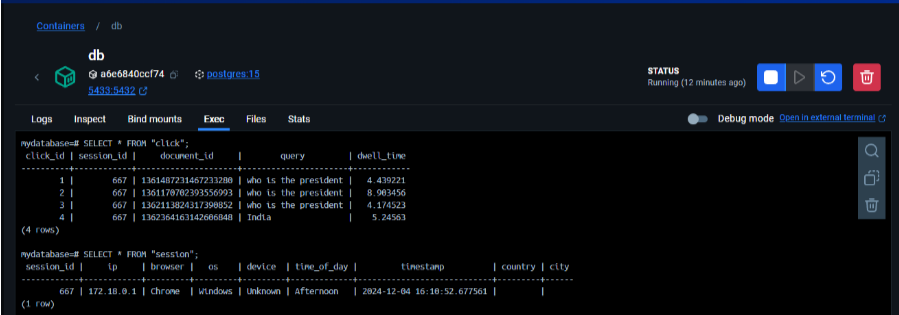 Containers / db
db
a6e6840ccf74 postgres:15
5433:5432
STATUS
Running (12 minutes ago)
Logs Inspect Bind mounts Exec Files Stats
Debug mode Open in external terminal
mydatabase=# SELECT * FROM "click";
click_id | session_id | document_id | query | dwell_time
----------+------------+---------------------+----------------------+------------
1 | 667 | 1361487231467233280 | who is the president | 4.439221
2 | 667 | 1361170702393556993 | who is the president | 8.903456
3 | 667 | 1362113824317390852 | who is the president | 4.174523
4 | 667 | 1362364163142606848 | India | 5.24563
(4 rows)
mydatabase=# SELECT * FROM "session";
session_id | ip | browser | os | device | time_of_day | timestamp | country | city
------------+------------+---------+---------+---------+-------------+----------------------------+---------+------
667 | 172.18.0.1 | Chrome | Windows | Unknown | Afternoon | 2024-12-04 16:10:52.677561 | |
(1 row)